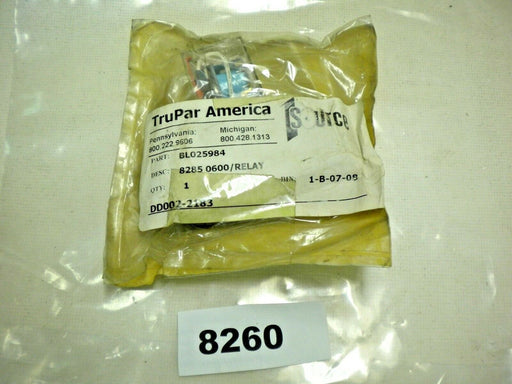 TruPar America
SOURCE
Pennsylvania: Michigan:
800.222.9606 800.428.1313
PART: BL025984
DESC: 8285 0600/RELAY
QTY: 1 BIN: 1-B-07-09
DD002-2183
8260